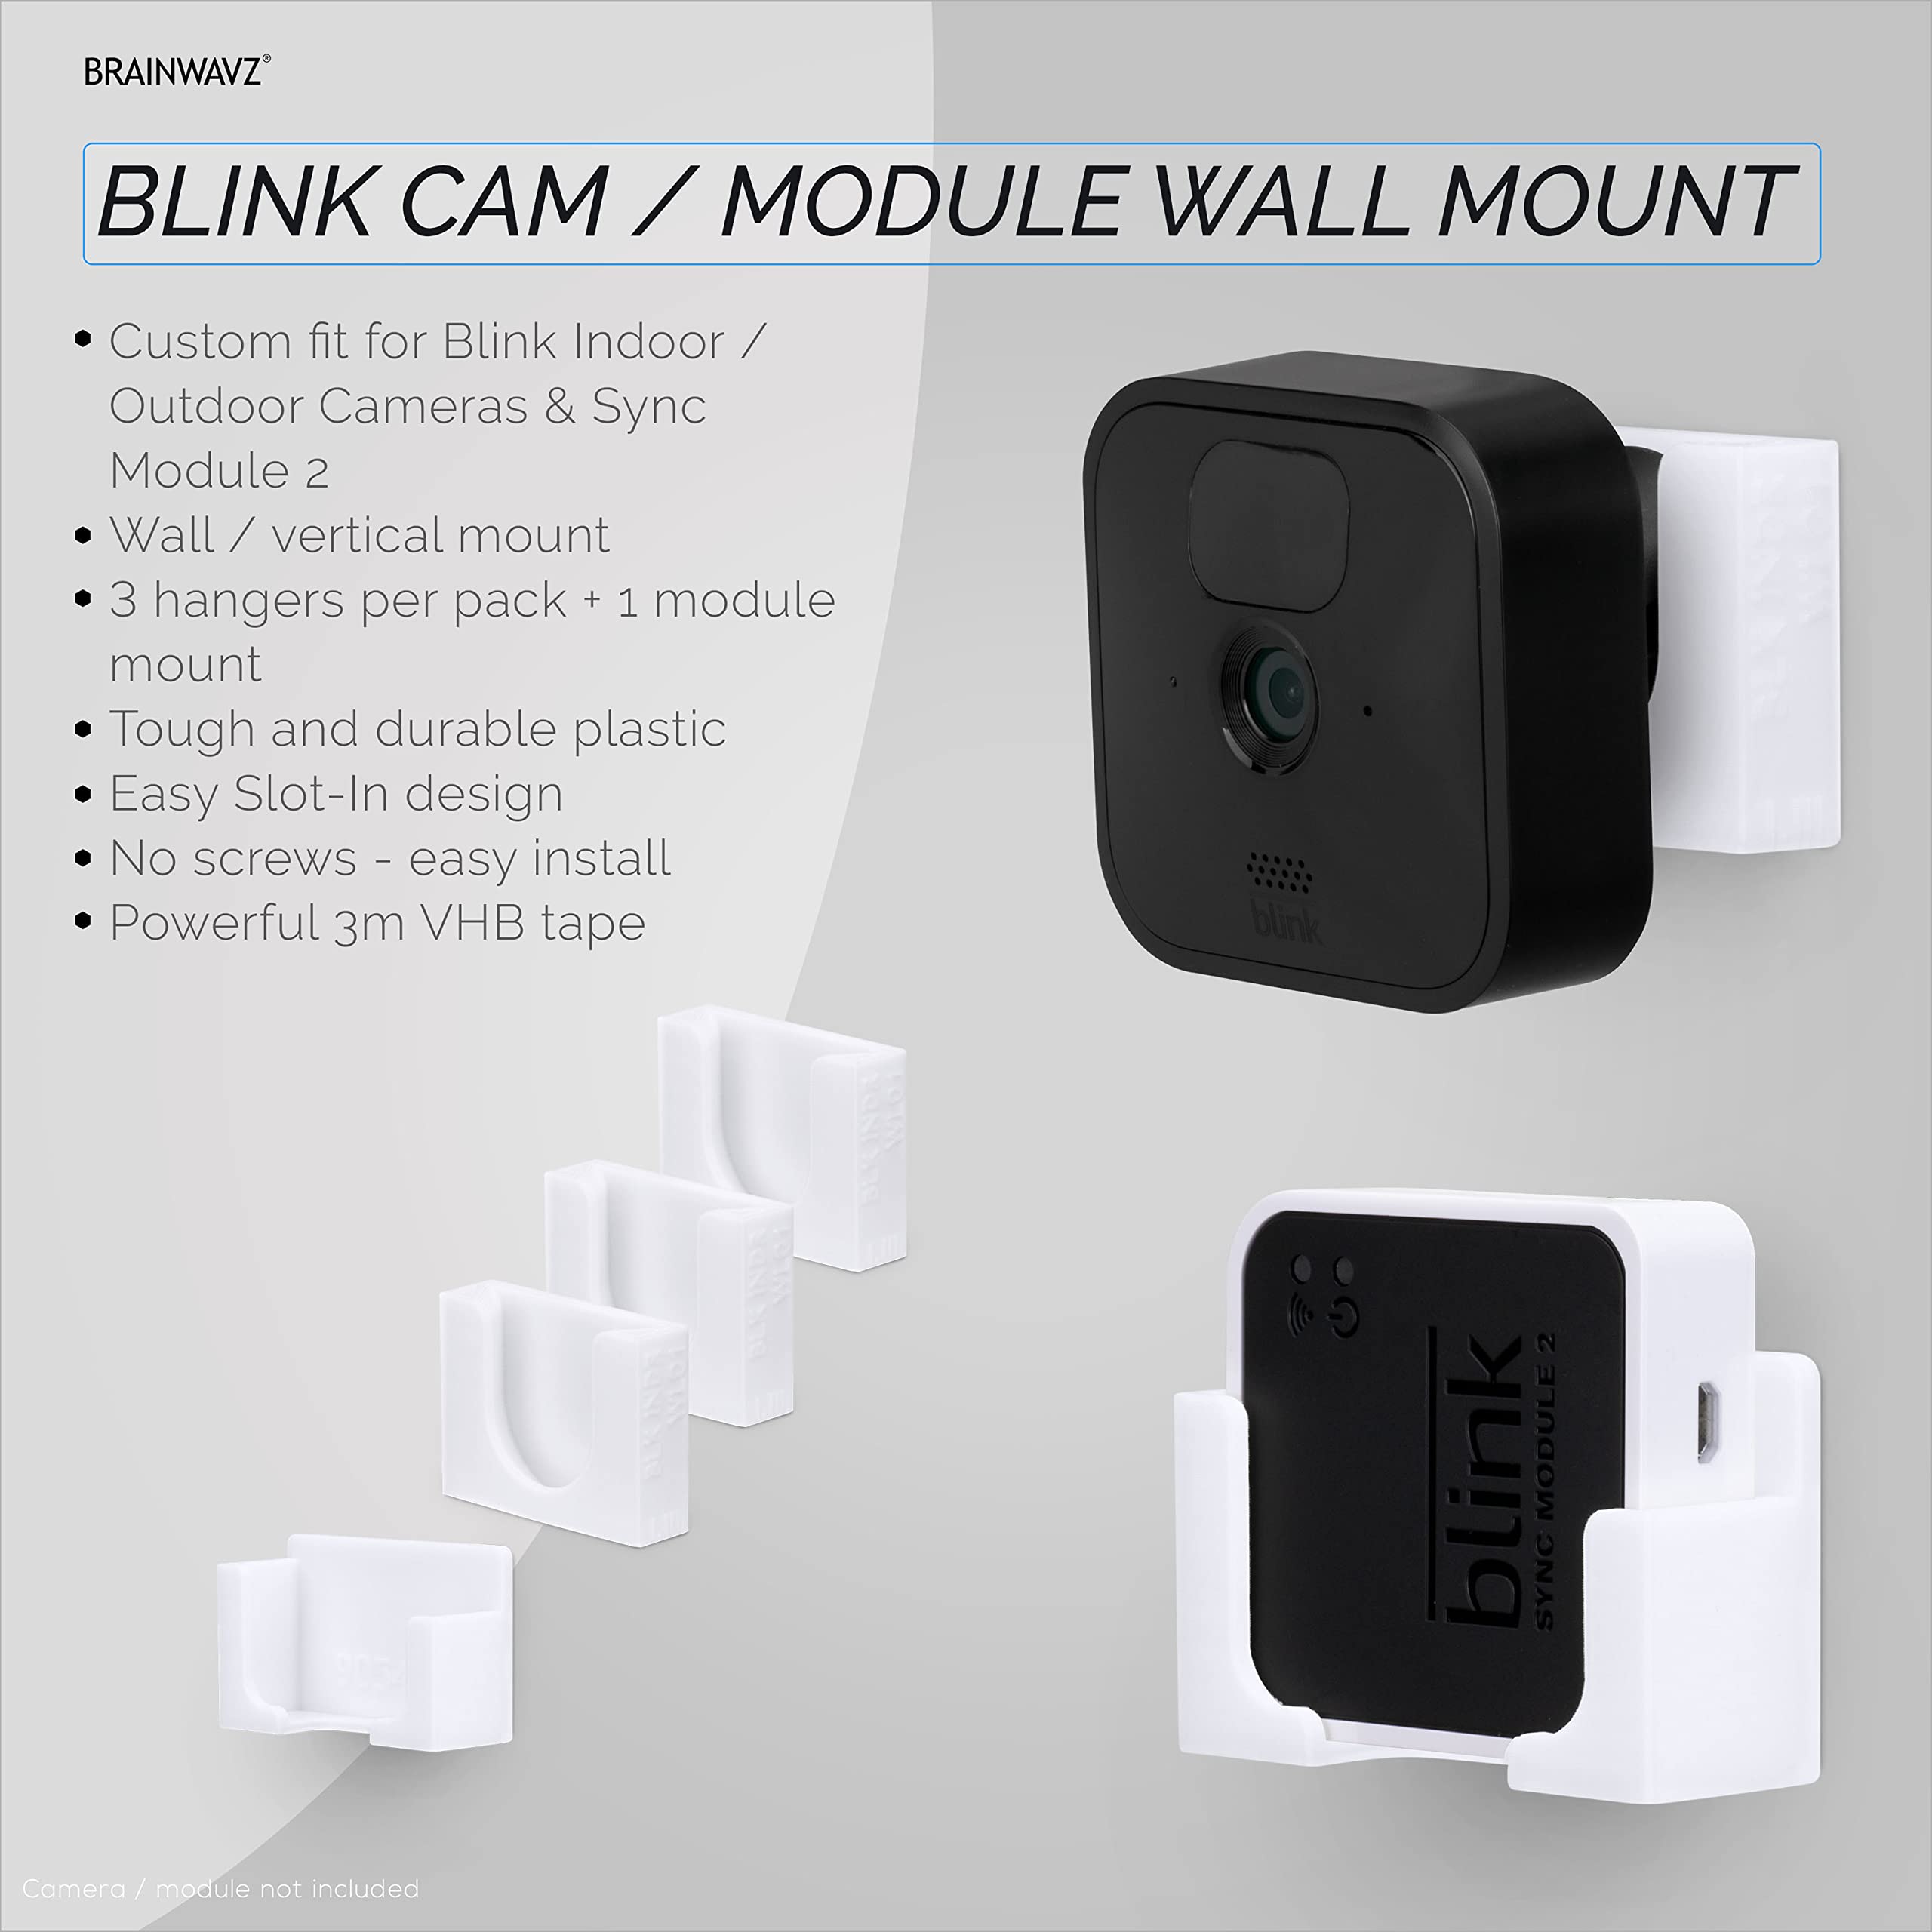 BRAINWAVZ®
BLINK CAM / MODULE WALL MOUNT
• Custom fit for Blink Indoor /
Outdoor Cameras & Sync
Module 2
• Wall / vertical mount
• 3 hangers per pack + 1 module
mount
• Tough and durable plastic
• Easy Slot-In design
• No screws - easy install
• Powerful 3m VHB tape
blink
blink
SYNC MODULE 2
Camera / module not included